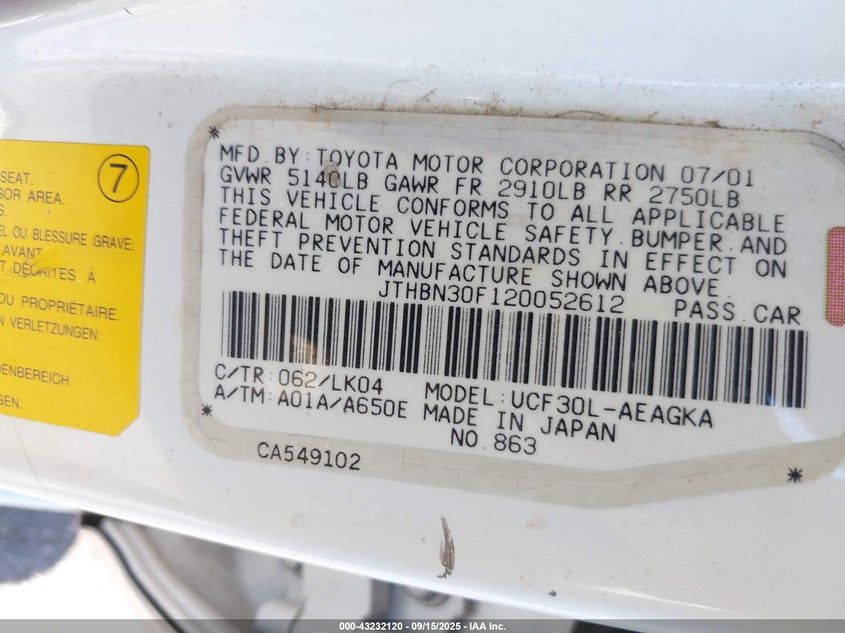 7
SEAT.
SOR AREA.
S.
EL OU BLESSURE GRAVE:
AVANT.
T DÉCRITES À
DU PROPRIÉTAIRE.
EN VERLETZUNGEN:
DENBEREICH
NGEN.
MFD.BY:TOYOTA MOTOR CORPORATION 07/01
GVWR 5140LB GAWR FR 2910LB RR 2750LB
THIS VEHICLE CONFORMS TO ALL APPLICABLE
FEDERAL MOTOR VEHICLE SAFETY.BUMPER.AND
THEFT PREVENTION STANDARDS IN EFFECT ON
THE DATE OF MANUFACTURE SHOWN ABOVE.
JTHBN30F120052612 PASS.CAR
C/TR:062/LK04 MODEL:UCF30L-AEAGKA
A/TM:A01A/A650E MADE IN JAPAN
NO.863
CA549102
000-43232120 - 09/15/2025 - IAA Inc.